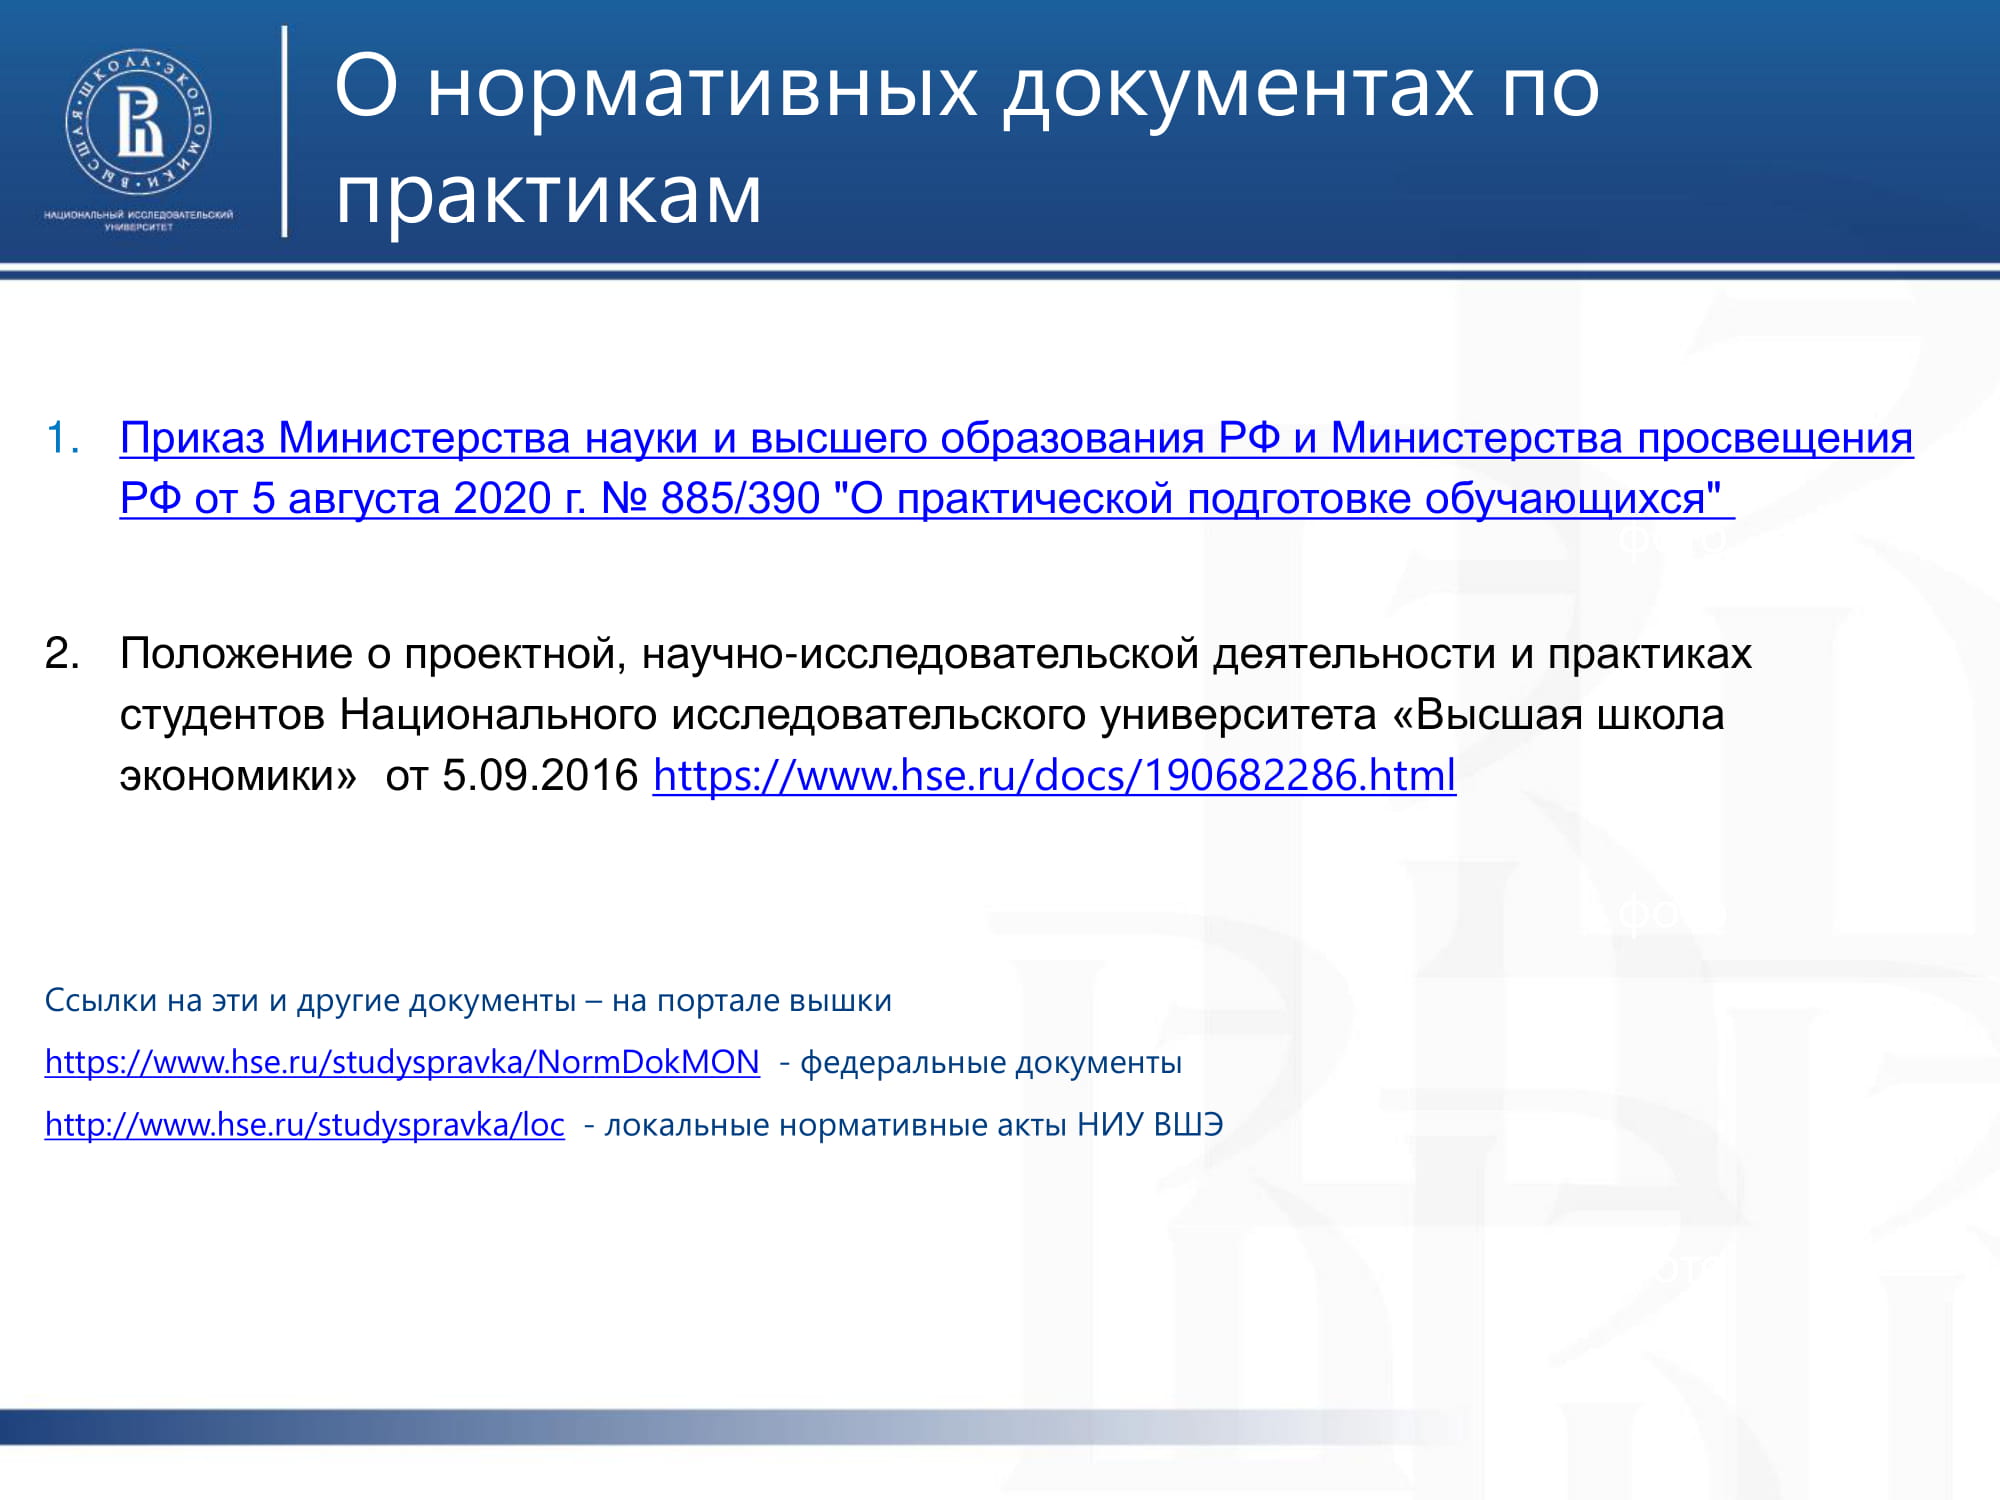 ВЫСШАЯ·ШКОЛА·ЭКОНОМИКИ
НАЦИОНАЛЬНЫЙ ИССЛЕДОВАТЕЛЬСКИЙ
УНИВЕРСИТЕТ
О нормативных документах по
практикам
1. Приказ Министерства науки и высшего образования РФ и Министерства просвещения
РФ от 5 августа 2020 г. № 885/390 "О практической подготовке обучающихся"
фото
2. Положение о проектной, научно-исследовательской деятельности и практиках
студентов Национального исследовательского университета «Высшая школа
экономики» от 5.09.2016 https://www.hse.ru/docs/190682286.html
фото
Ссылки на эти и другие документы – на портале вышки
https://www.hse.ru/studyspravka/NormDokMON - федеральные документы
http://www.hse.ru/studyspravka/loc - локальные нормативные акты НИУ ВШЭ